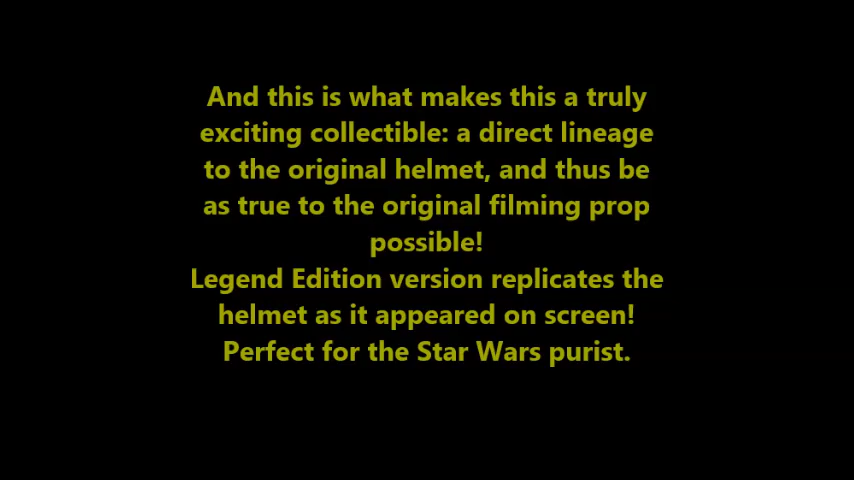 And this is what makes this a truly
exciting collectible: a direct lineage
to the original helmet, and thus be
as true to the original filming prop
possible!
Legend Edition version replicates the
helmet as it appeared on screen!
Perfect for the Star Wars purist.